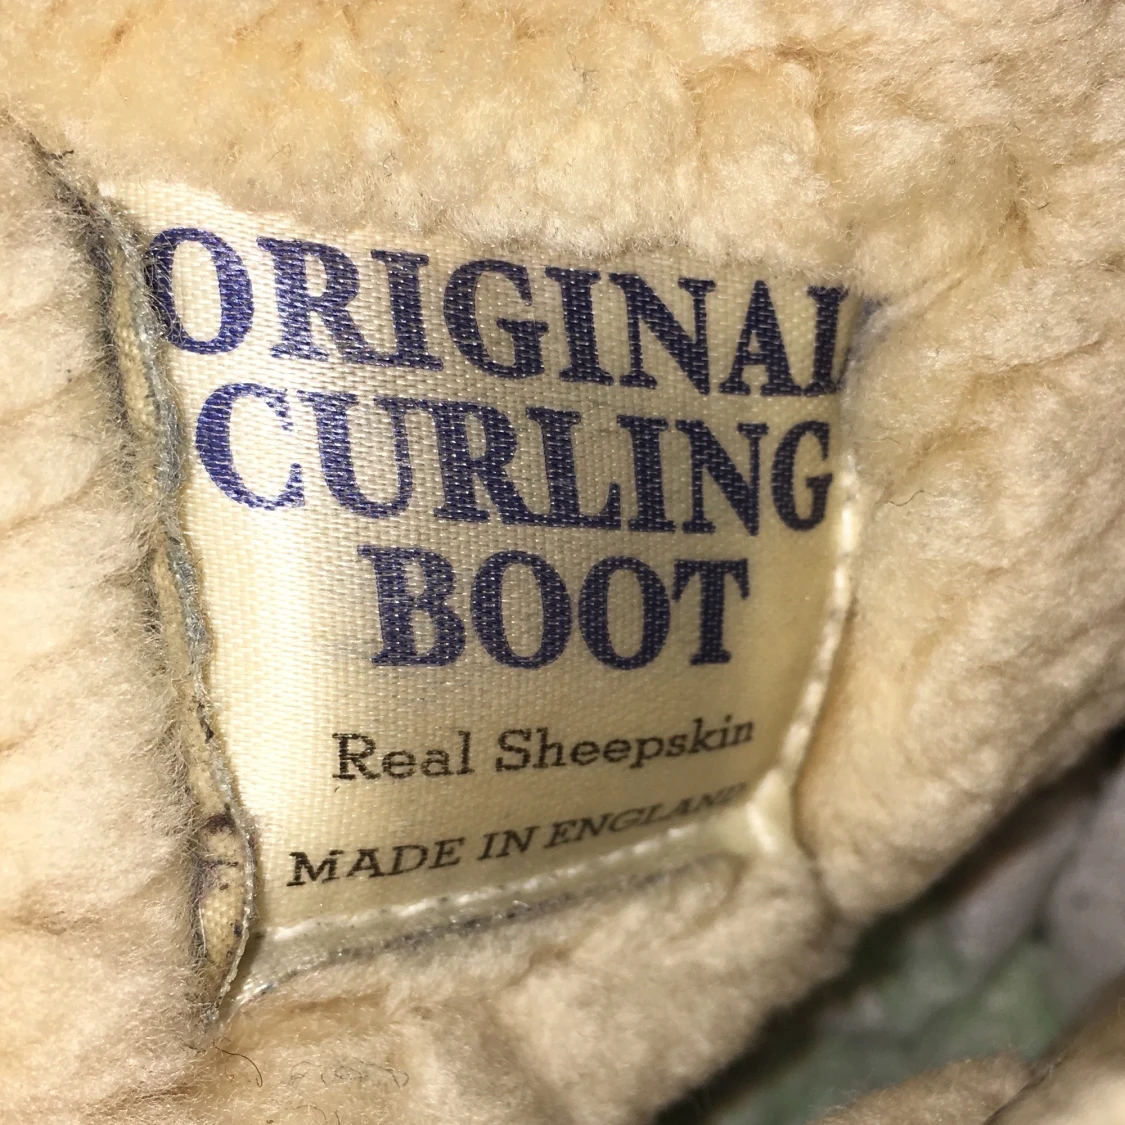 ORIGINAL
CURLING
BOOT
Real Sheepskin
MADE IN ENGLAND